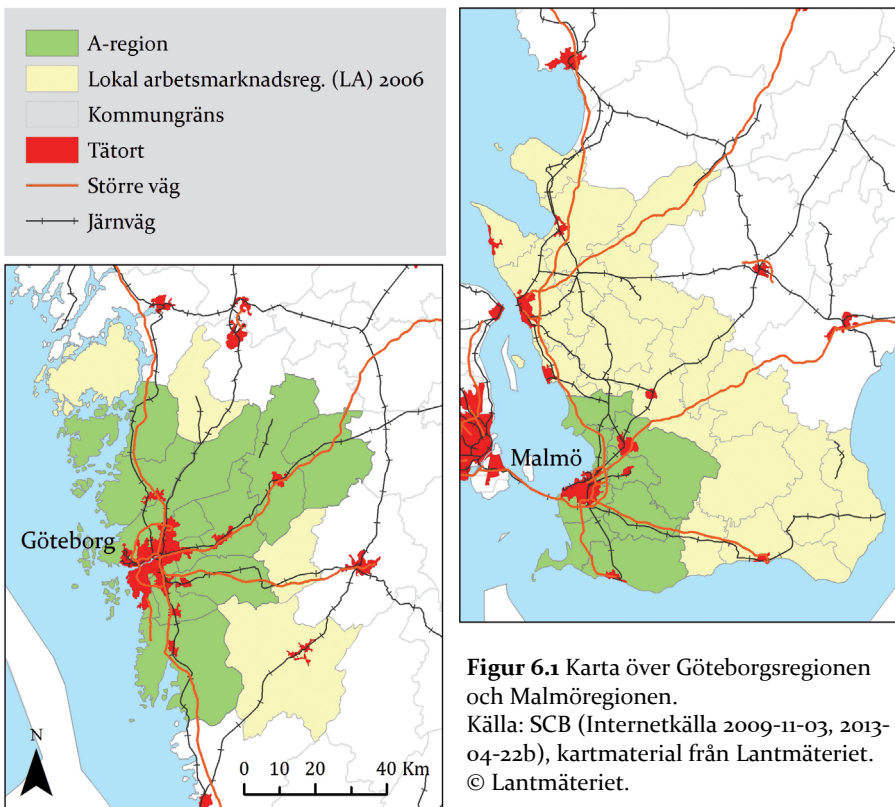 A-region
Lokal arbetsmarknadsreg. (LA) 2006
Kommungräns
Tätort
Större väg
Järnväg
Göteborg
N
0 10 20 40 Km
Malmö
Figur 6.1 Karta över Göteborgsregionen
och Malmöregionen.
Källa: SCB (Internetkälla 2009-11-03, 2013-
04-22b), kartmaterial från Lantmäteriet.
© Lantmäteriet.